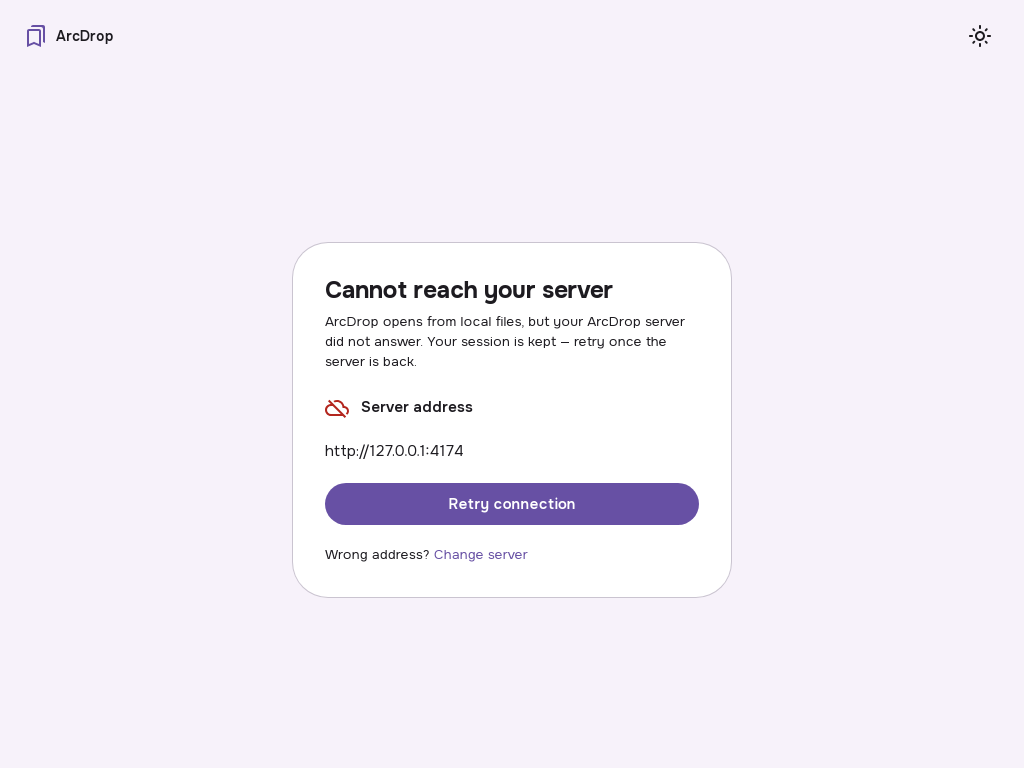 ArcDrop
Cannot reach your server
ArcDrop opens from local files, but your ArcDrop server
did not answer. Your session is kept — retry once the
server is back.
Server address
http://127.0.0.1:4174
Retry connection
Wrong address? Change server